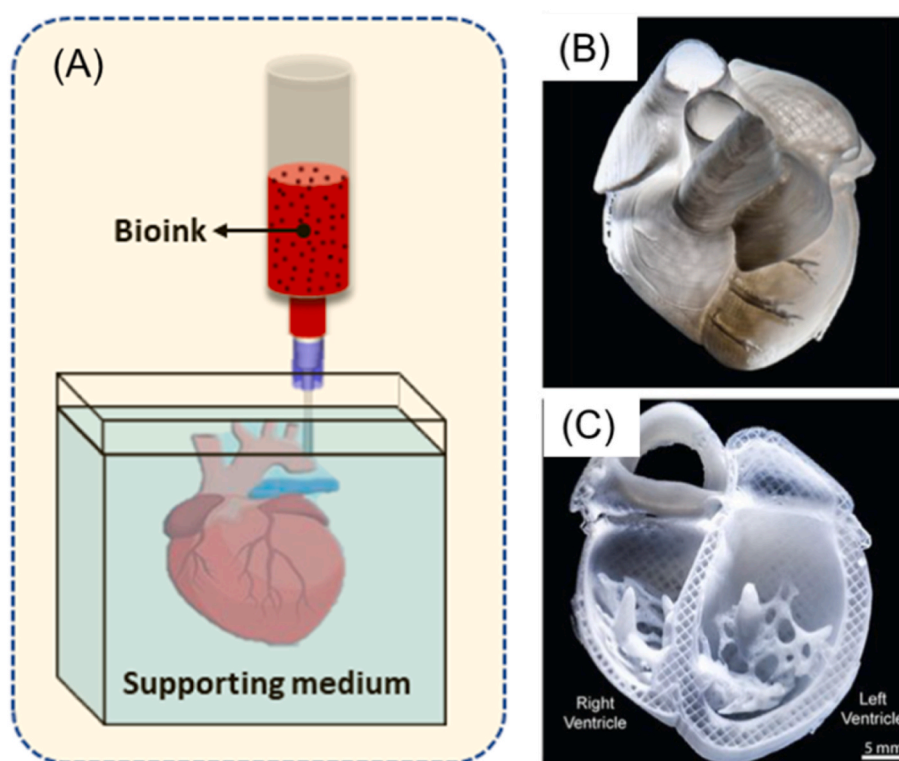 (A)
Bioink
Supporting medium
(B)
(C)
Right
Ventricle
Left
Ventricle
5 mm